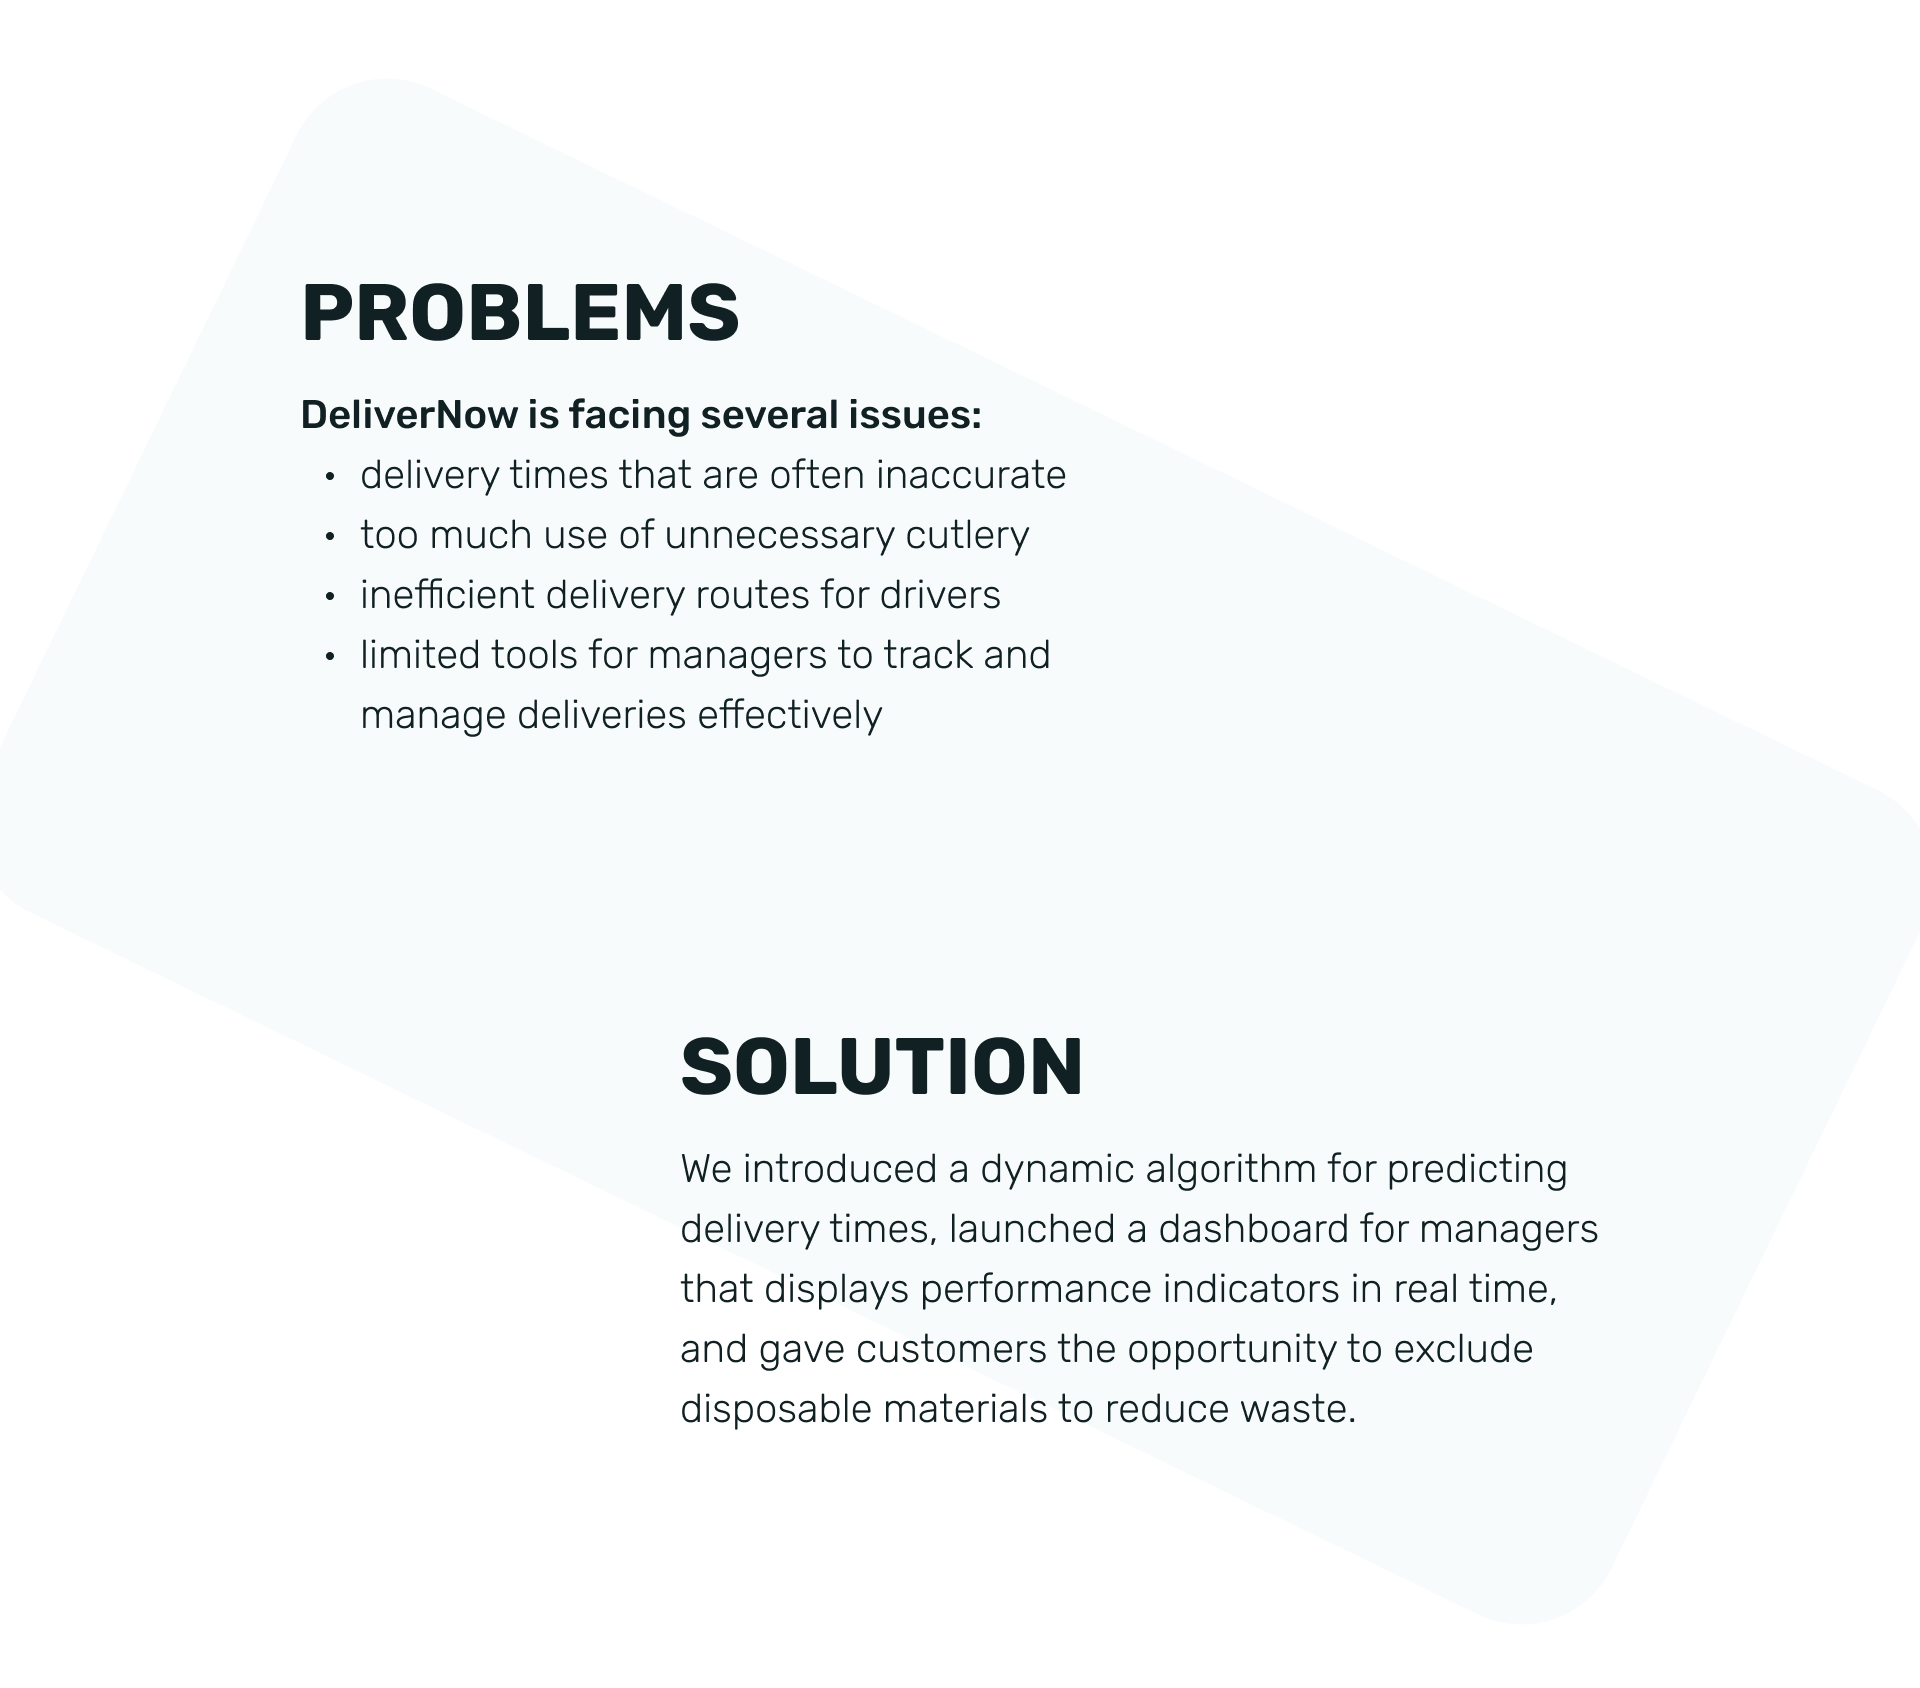 PROBLEMS
DeliverNow is facing several issues:
• delivery times that are often inaccurate
• too much use of unnecessary cutlery
• inefficient delivery routes for drivers
• limited tools for managers to track and
manage deliveries effectively
SOLUTION
We introduced a dynamic algorithm for predicting
delivery times, launched a dashboard for managers
that displays performance indicators in real time,
and gave customers the opportunity to exclude
disposable materials to reduce waste.